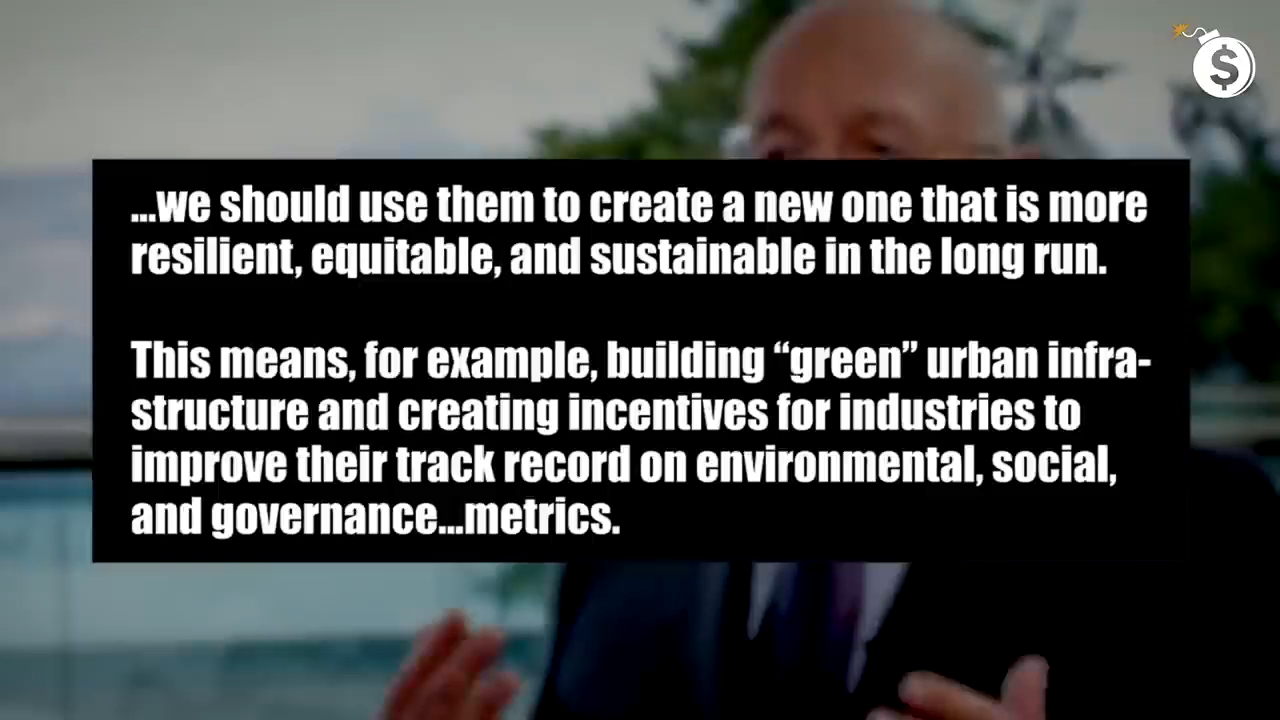 ...we should use them to create a new one that is more
resilient, equitable, and sustainable in the long run.
This means, for example, building “green” urban infra-
structure and creating incentives for industries to
improve their track record on environmental, social,
and governance...metrics.
$